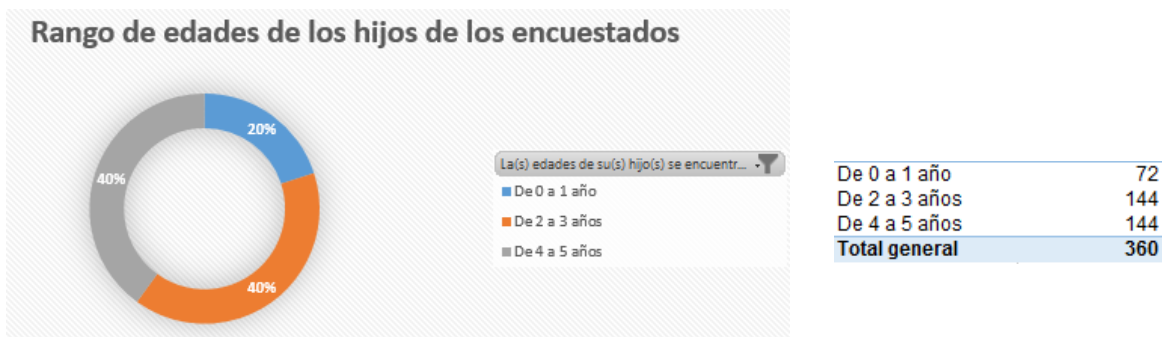 Rango de edades de los hijos de los encuestados
20%
40%
40%
La(s) edades de su(s) hijo(s) se encuentr...
De 0 a 1 año
De 2 a 3 años
De 4 a 5 años
De 0 a 1 año 72
De 2 a 3 años 144
De 4 a 5 años 144
Total general 360